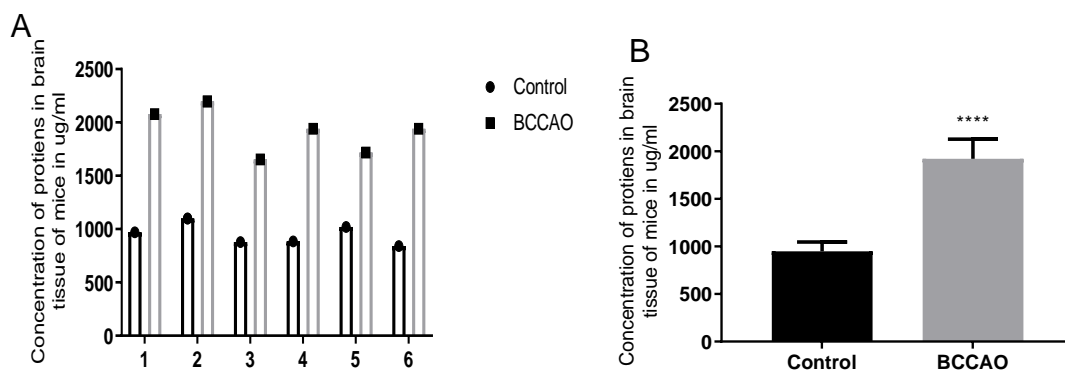 A
Concentration of protiens in brain
tissue of mice in ug/ml
2500
2000
1500
1000
500
0
1 2 3 4 5 6
Control
BCCAO
B
Concentration of protiens in brain
tissue of mice in ug/ml
2500
2000
1500
1000
500
0
****
Control BCCAO